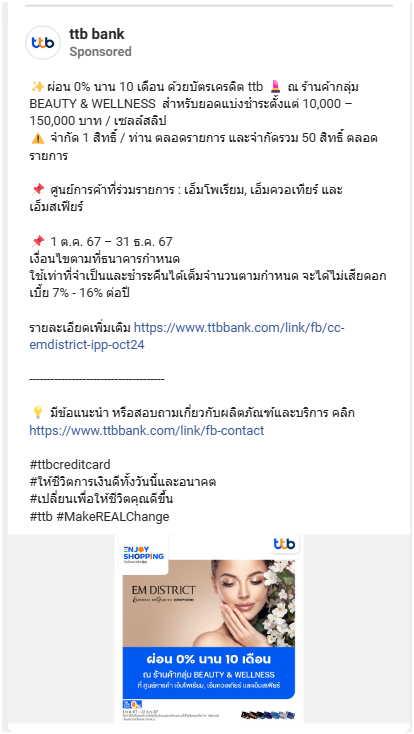 ttb bank
ttb
Sponsored
✨ผ่อน 0% นาน 10 เดือน ด้วยบัตรเครดิต ttb 💄 ณ ร้านค้ากลุ่ม
BEAUTY & WELLNESS สำหรับยอดแบ่งชำระตั้งแต่ 10,000 –
150,000 บาท / เซลล์สลิป
⚠️ จำกัด 1 สิทธิ์ / ท่าน ตลอดรายการ และจำกัดรวม 50 สิทธิ์ ตลอด
รายการ
📌 ศูนย์การค้าที่ร่วมรายการ : เอ็มโพเรียม, เอ็มควอเทียร์ และ
เอ็มสเฟียร์
📌 1 ต.ค. 67 – 31 ธ.ค. 67
เงื่อนไขตามที่ธนาคารกำหนด
ใช้เท่าที่จำเป็นและชำระคืนได้เต็มจำนวนตามกำหนด จะได้ไม่เสียดอก
เบี้ย 7% - 16% ต่อปี
รายละเอียดเพิ่มเติม https://www.ttbbank.com/link/fb/cc-
emdistrict-ipp-oct24
------------------------------------
💡 มีข้อแนะนำ หรือสอบถามเกี่ยวกับผลิตภัณฑ์และบริการ คลิก
https://www.ttbbank.com/link/fb-contact
#ttbcreditcard
#ให้ชีวิตการเงินดีทั้งวันนี้และอนาคต
#เปลี่ยนเพื่อให้ชีวิตคุณดีขึ้น
#ttb #MakeREALChange
ENJOY
SHOPPING
ttb
EM DISTRICT
ผ่อน 0% นาน 10 เดือน
ณ ร้านค้ากลุ่ม BEAUTY & WELLNESS
ที่ ศูนย์การค้า เอ็มโพเรียม, เอ็มควอเทียร์ และเอ็มสเฟียร์